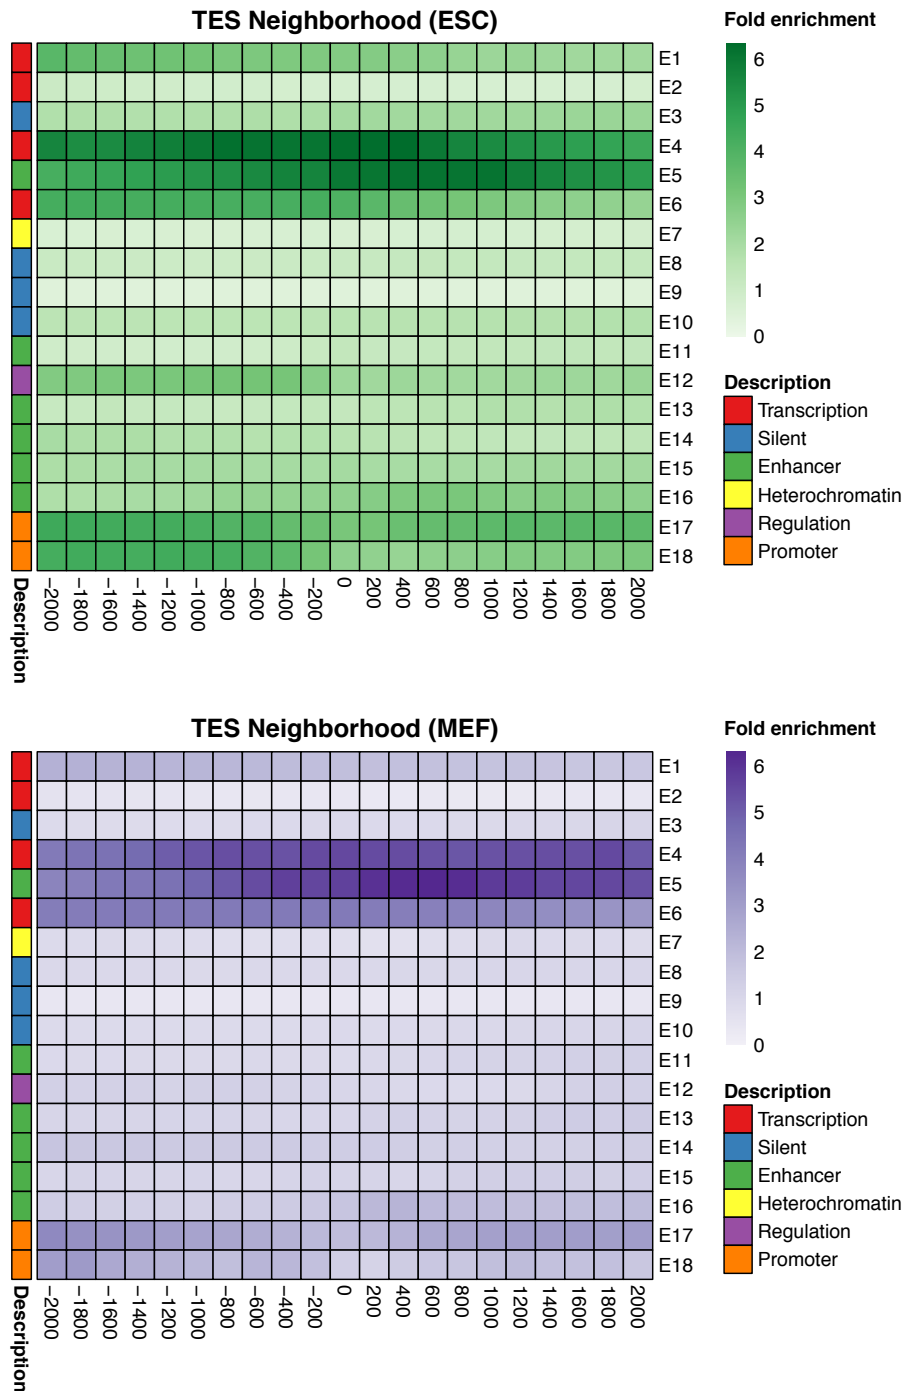 TES Neighborhood (ESC)
Fold enrichment
E1
E2
E3
E4
E5
E6
E7
E8
E9
E10
E11
E12
E13
E14
E15
E16
E17
E18
6
5
4
3
2
1
0
Description
Transcription
Silent
Enhancer
Heterochromatin
Regulation
Promoter
Description
−2000
−1800
−1600
−1400
−1200
−1000
−800
−600
−400
−2000
0
200
400
600
800
1000
1200
1400
1600
1800
2000
TES Neighborhood (MEF)
Fold enrichment
E1
E2
E3
E4
E5
E6
E7
E8
E9
E10
E11
E12
E13
E14
E15
E16
E17
E18
6
5
4
3
2
1
0
Description
Transcription
Silent
Enhancer
Heterochromatin
Regulation
Promoter
Description
−2000
−1800
−1600
−1400
−1200
−1000
−800
−600
−400
−200
0
200
400
600
800
1000
1200
1400
1600
1800
2000